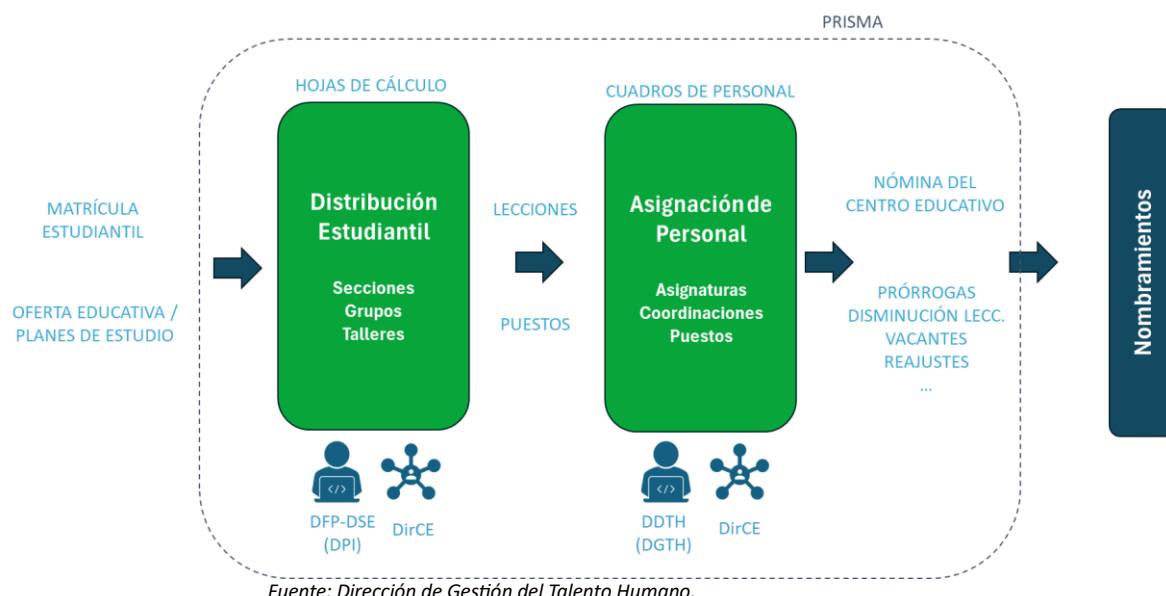 PRISMA
HOJAS DE CÁLCULO
CUADROS DE PERSONAL
MATRÍCULA
ESTUDIANTIL
OFERTA EDUCATIVA /
PLANES DE ESTUDIO
Distribución
Estudiantil
Secciones
Grupos
Talleres
LECCIONES
PUESTOS
Asignación de
Personal
Asignaturas
Coordinaciones
Puestos
NÓMINA DEL
CENTRO EDUCATIVO
PRÓRROGAS
DISMINUCIÓN LECC.
VACANTES
REAJUSTES
...
Nombramientos
</>
DFP-DSE
(DPI)
DirCE
</>
DDTH
(DGTH)
DirCE
Fuente: Dirección de Gestión del Talento Humano.